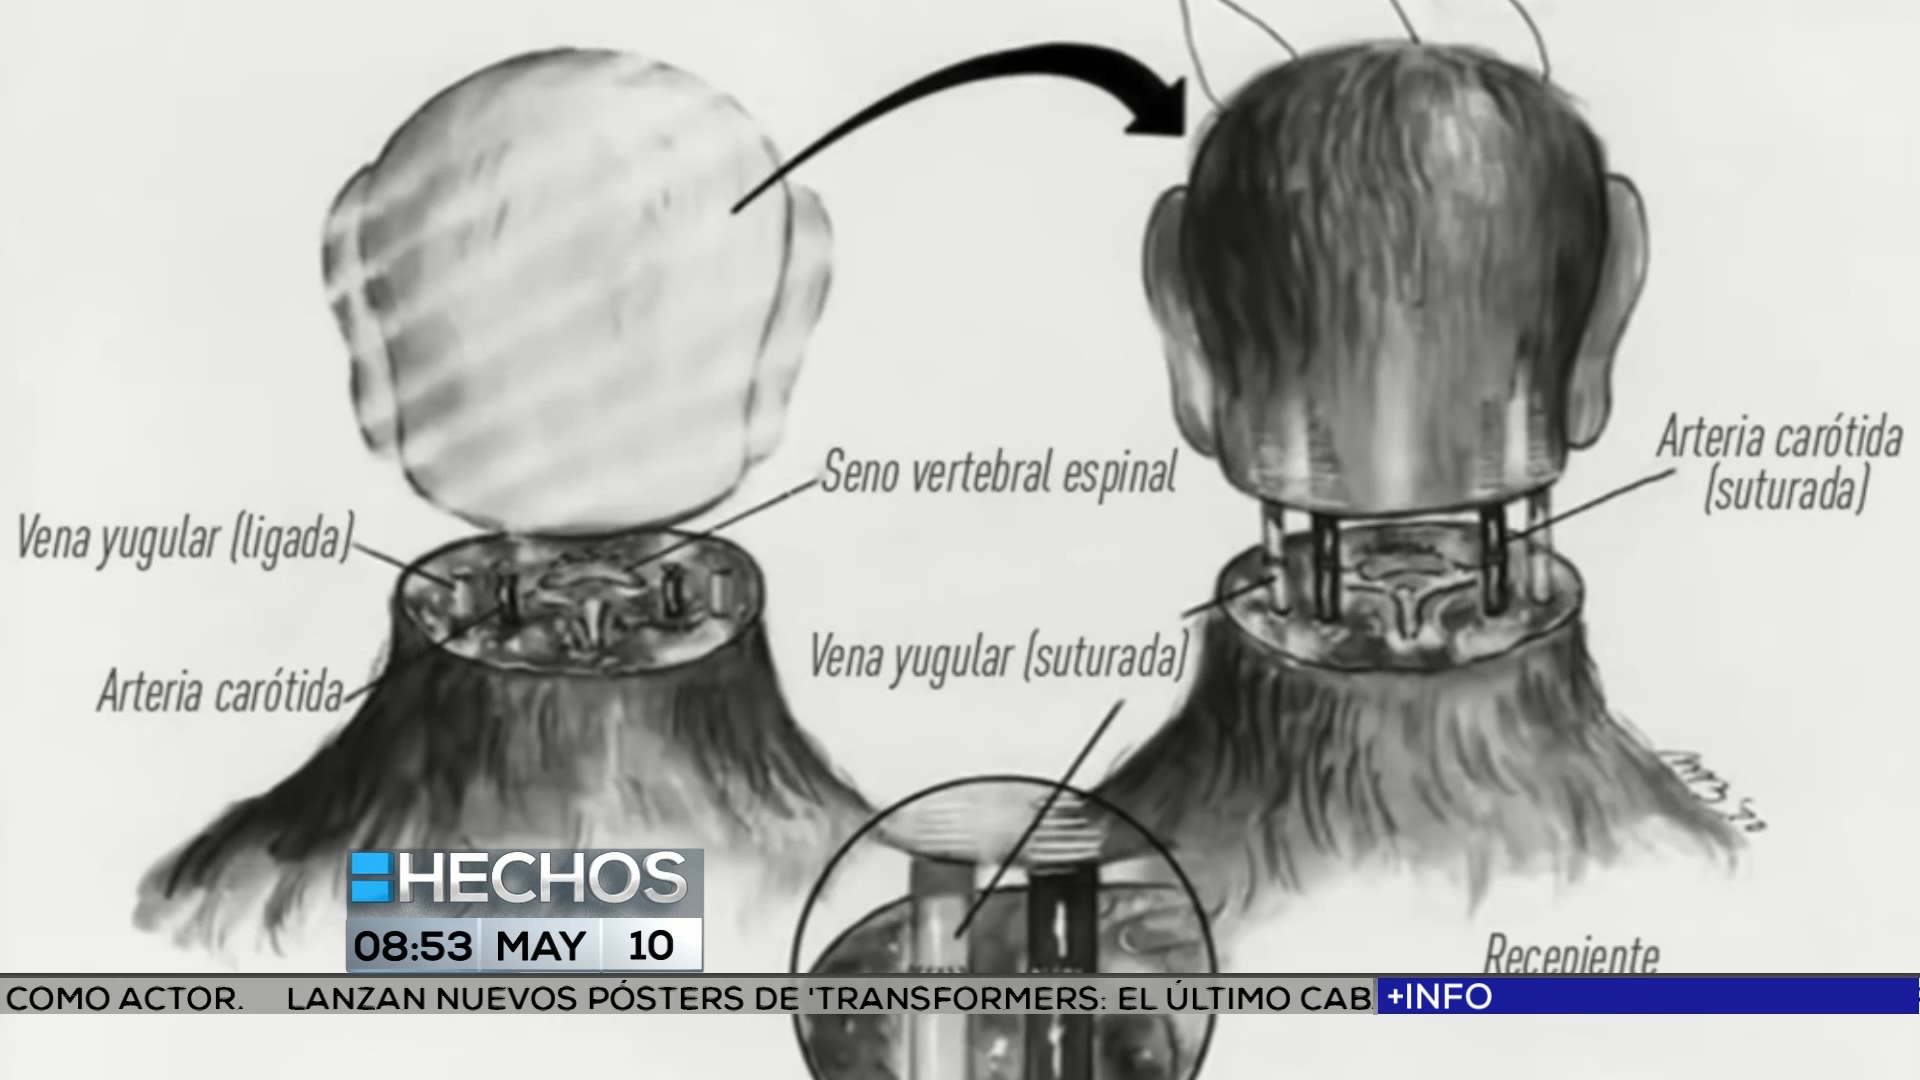 Seno vertebral espinal
Arteria carótida
(suturada)
Vena yugular (ligada)
Vena yugular (suturada)
Arteria carótida
HECHOS
08:53 MAY 10
Recepiente
COMO ACTOR. LANZAN NUEVOS PÓSTERS DE 'TRANSFORMERS: EL ÚLTIMO CAB
+INFO